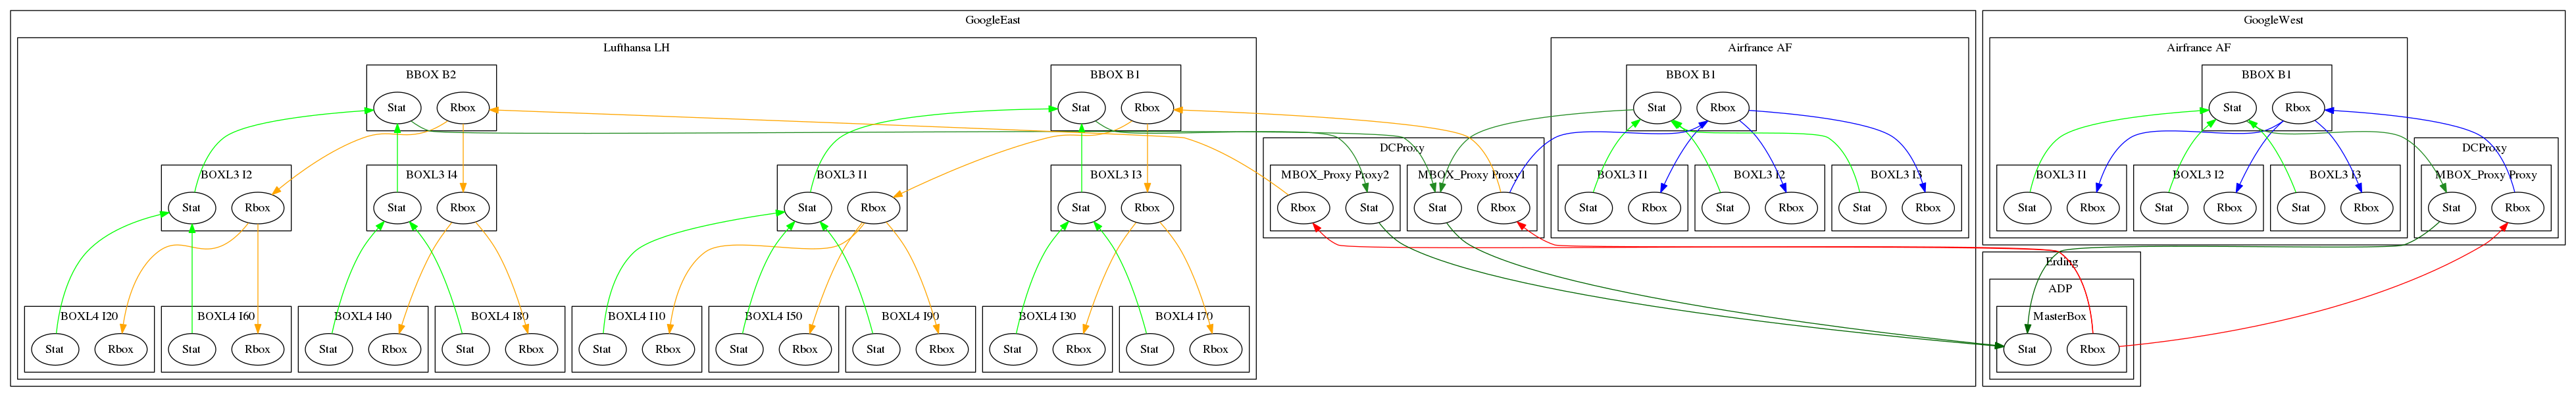 GoogleEast
GoogleWest
Lufthansa LH
Airfrance AF
Airfrance AF
BBOX B2
BBOX B1
BBOX B1
BBOX B1
Stat
Rbox
Stat
Rbox
Stat
Rbox
Stat
Rbox
DCProxy
DCProxy
BOXL3 I2
BOXL3 I4
BOXL3 I1
BOXL3 I3
MBOX_Proxy Proxy2
MBOX_Proxy Proxy1
BOXL3 I1
BOXL3 I2
BOXL3 I3
BOXL3 I1
BOXL3 I2
BOXL3 I3
MBOX_Proxy Proxy
Stat
Rbox
Stat
Rbox
Stat
Rbox
Stat
Rbox
Rbox
Stat
Stat
Rbox
Stat
Rbox
Stat
Rbox
Stat
Rbox
Stat
Rbox
Stat
Rbox
Stat
Rbox
Stat
Rbox
Erding
ADP
BOXL4 I20
BOXL4 I60
BOXL4 I40
BOXL4 I80
BOXL4 I10
BOXL4 I50
BOXL4 I90
BOXL4 I30
BOXL4 I70
MasterBox
Stat
Rbox
Stat
Rbox
Stat
Rbox
Stat
Rbox
Stat
Rbox
Stat
Rbox
Stat
Rbox
Stat
Rbox
Stat
Rbox
Stat
Rbox